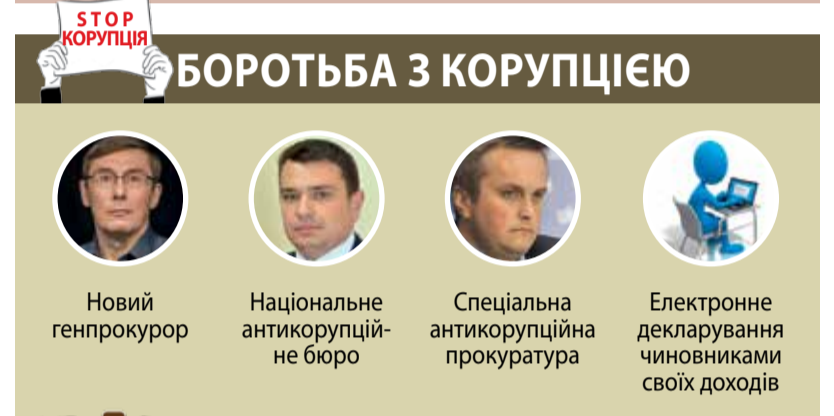 STOP
КОРУПЦІЯ
БОРОТЬБА З КОРУПЦІЄЮ
Новий
генпрокурор
Національне
антикорупцій-
не бюро
Спеціальна
антикорупційна
прокуратура
Електронне
декларування
чиновниками
своїх доходів